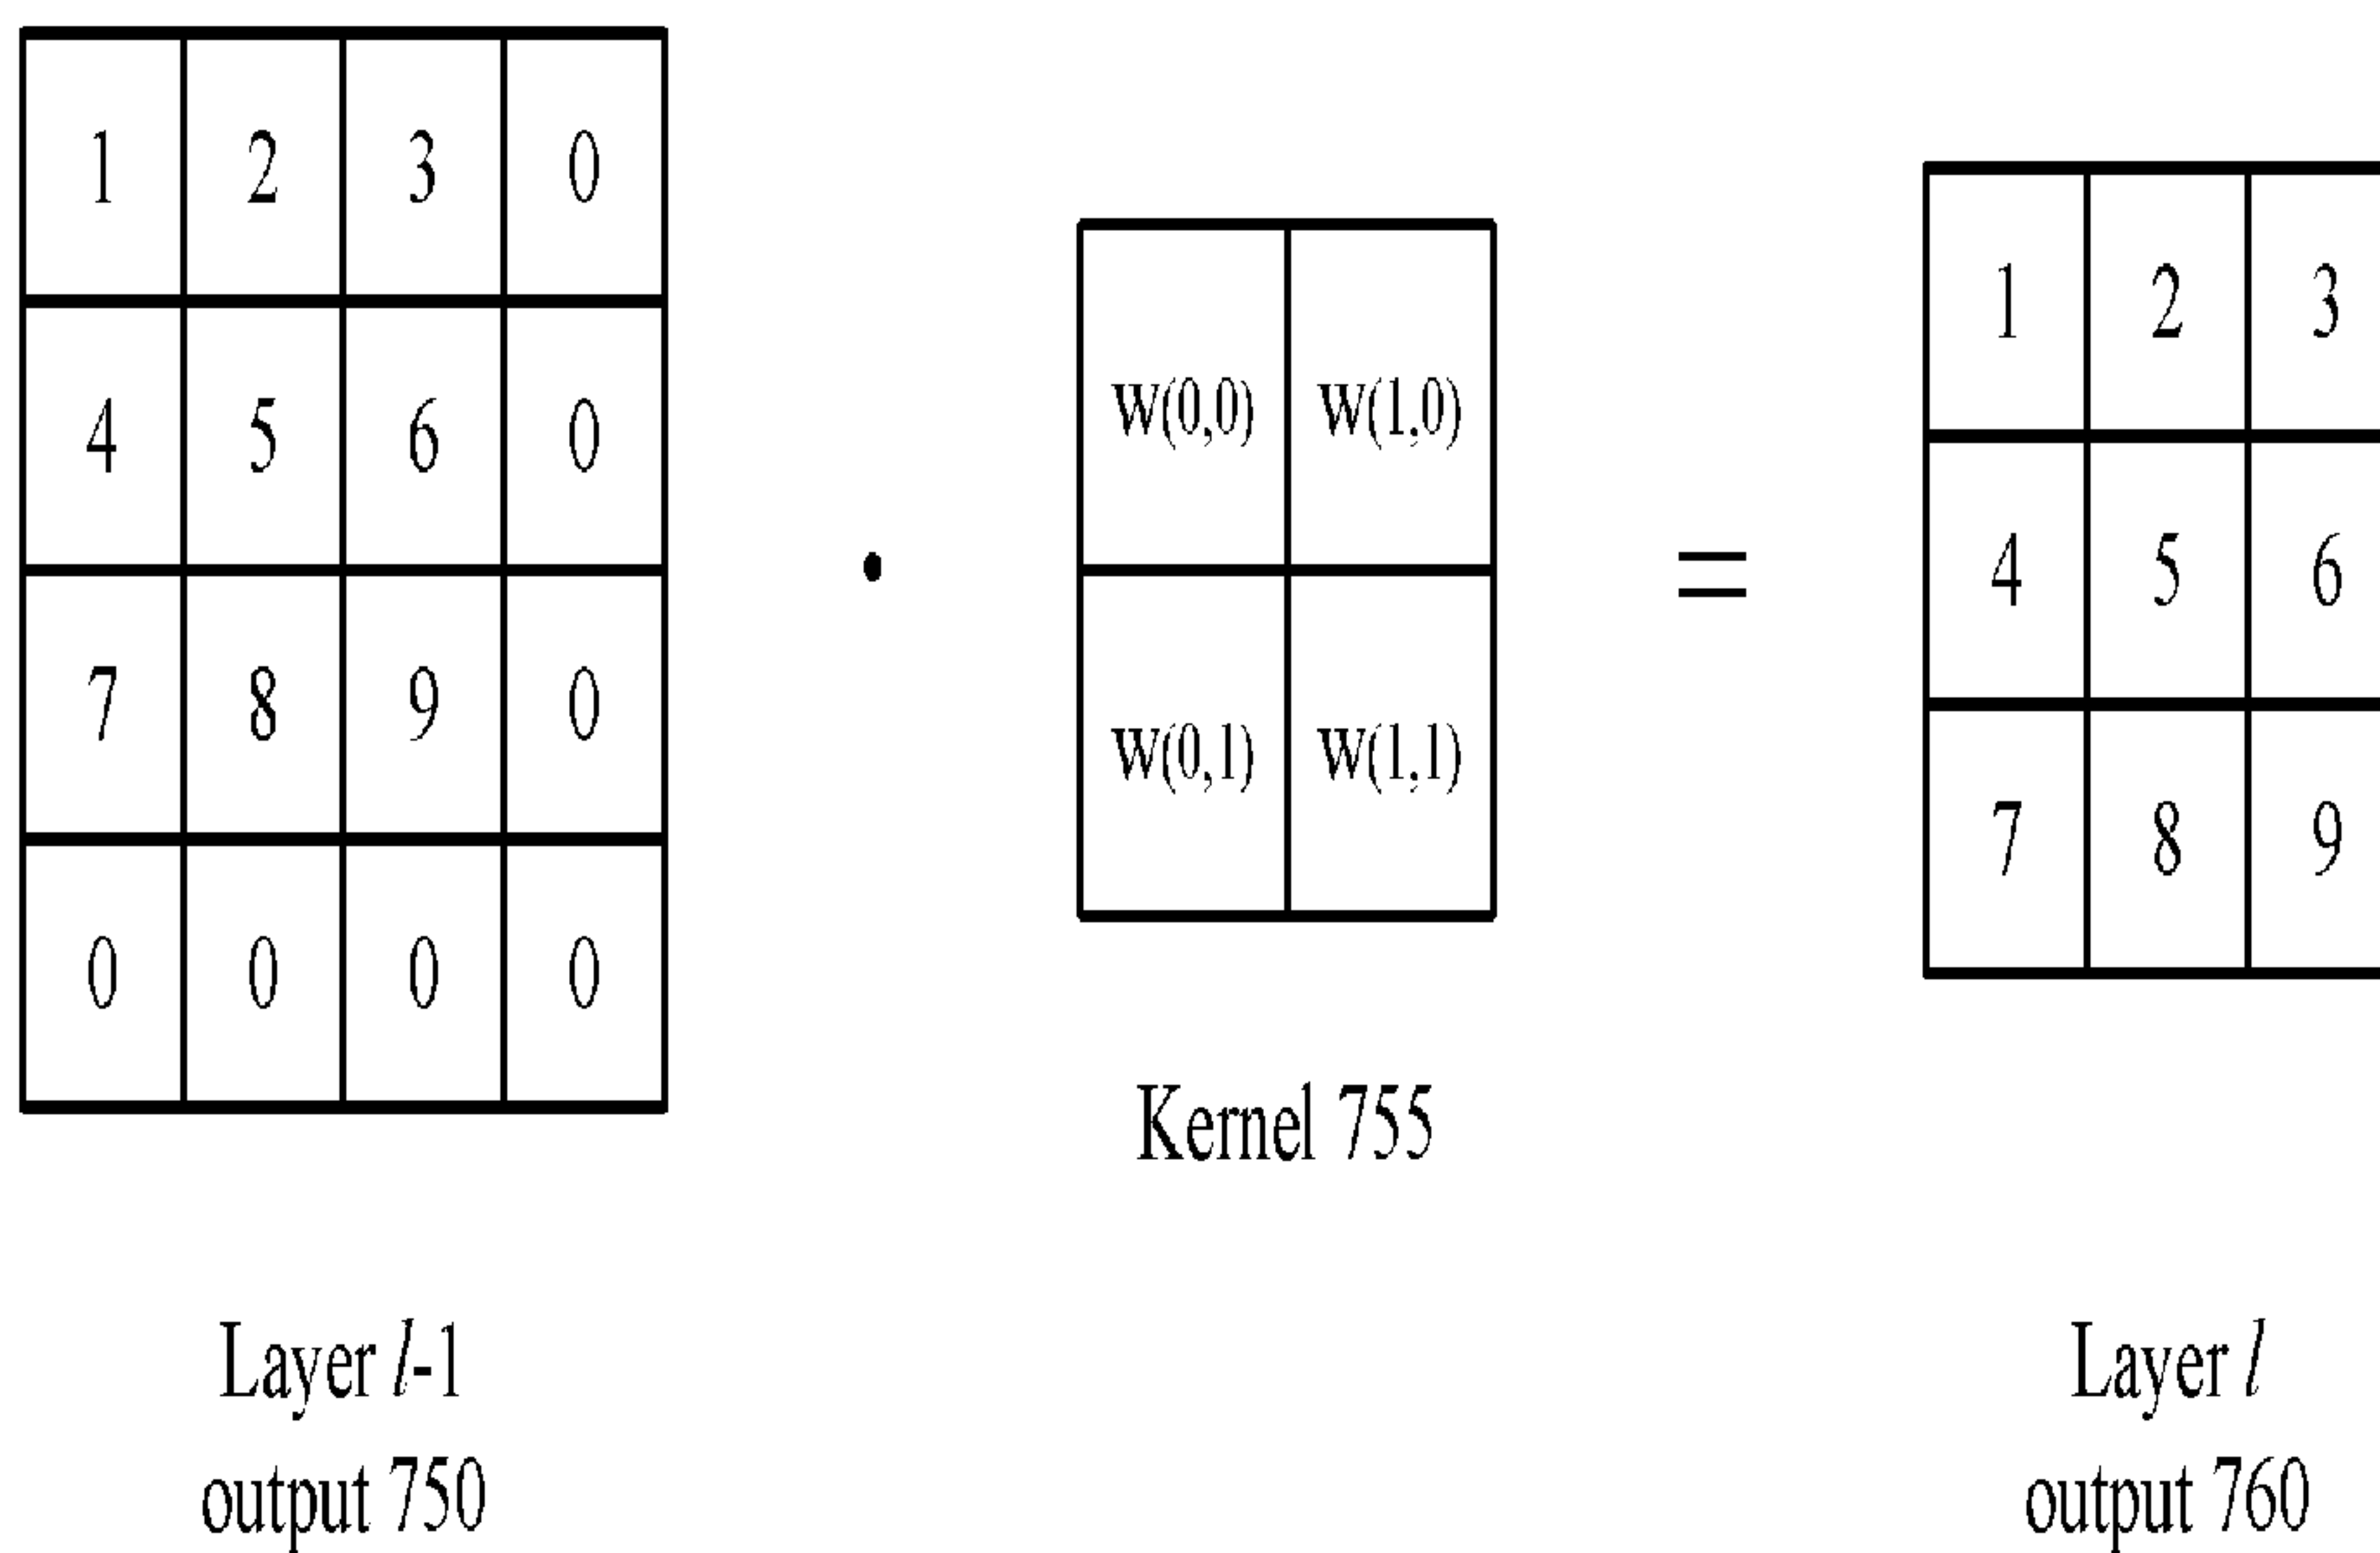 1 2 3 0
4 5 6 0
7 8 9 0
0 0 0 0
Layer l-1
output 750
•
W(0,0) W(1,0)
W(0,1) W(1,1)
Kernel 755
=
1 2 3
4 5 6
7 8 9
Layer l
output 760